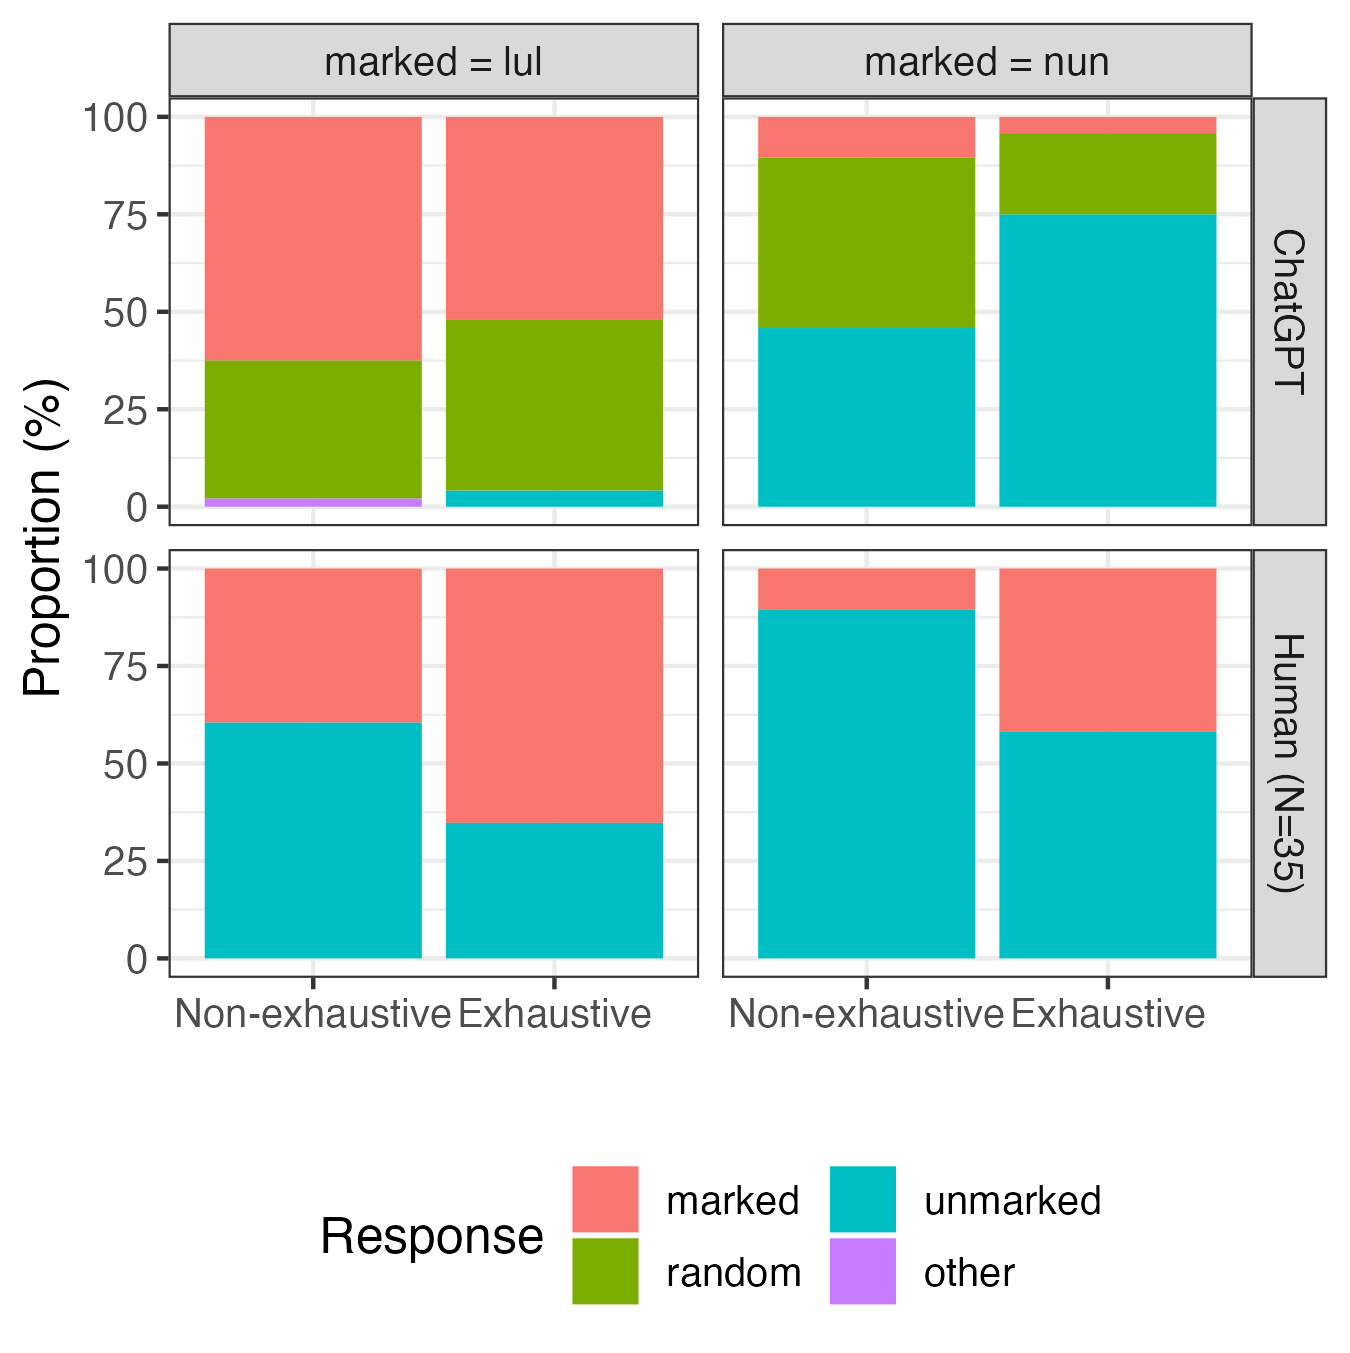 marked = lul
marked = nun
Proportion (%)
100
75
50
25
0
ChatGPT
100
75
50
25
0
Human (N=35)
Non-exhaustive
Exhaustive
Non-exhaustive
Exhaustive
Response
marked
unmarked
random
other